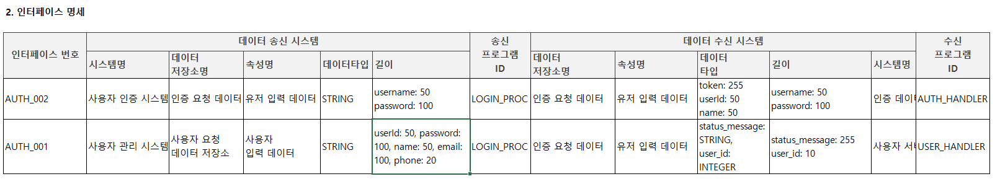 2. 인터페이스 명세
인터페이스 번호
데이터 송신 시스템
송신
프로그램
ID
데이터 수신 시스템
수신
프로그램
ID
시스템명
데이터
저장소명
속성명
데이터타입
길이
데이터
저장소명
속성명
데이터
타입
길이
시스템명
AUTH_002
사용자 인증 시스템
인증 요청 데이터
유저 입력 데이터
STRING
username: 50
password: 100
LOGIN_PROC
인증 요청 데이터
유저 입력 데이터
token: 255
userId: 50
name: 50
username: 50
password: 100
인증 데이
AUTH_HANDLER
AUTH_001
사용자 관리 시스템
사용자 요청
데이터 저장소
사용자
입력 데이터
STRING
userId: 50, password:
100, name: 50, email:
100, phone: 20
LOGIN_PROC
인증 요청 데이터
유저 입력 데이터
status_message:
STRING,
user_id:
INTEGER
status_message: 255
user_id: 10
사용자 서
USER_HANDLER